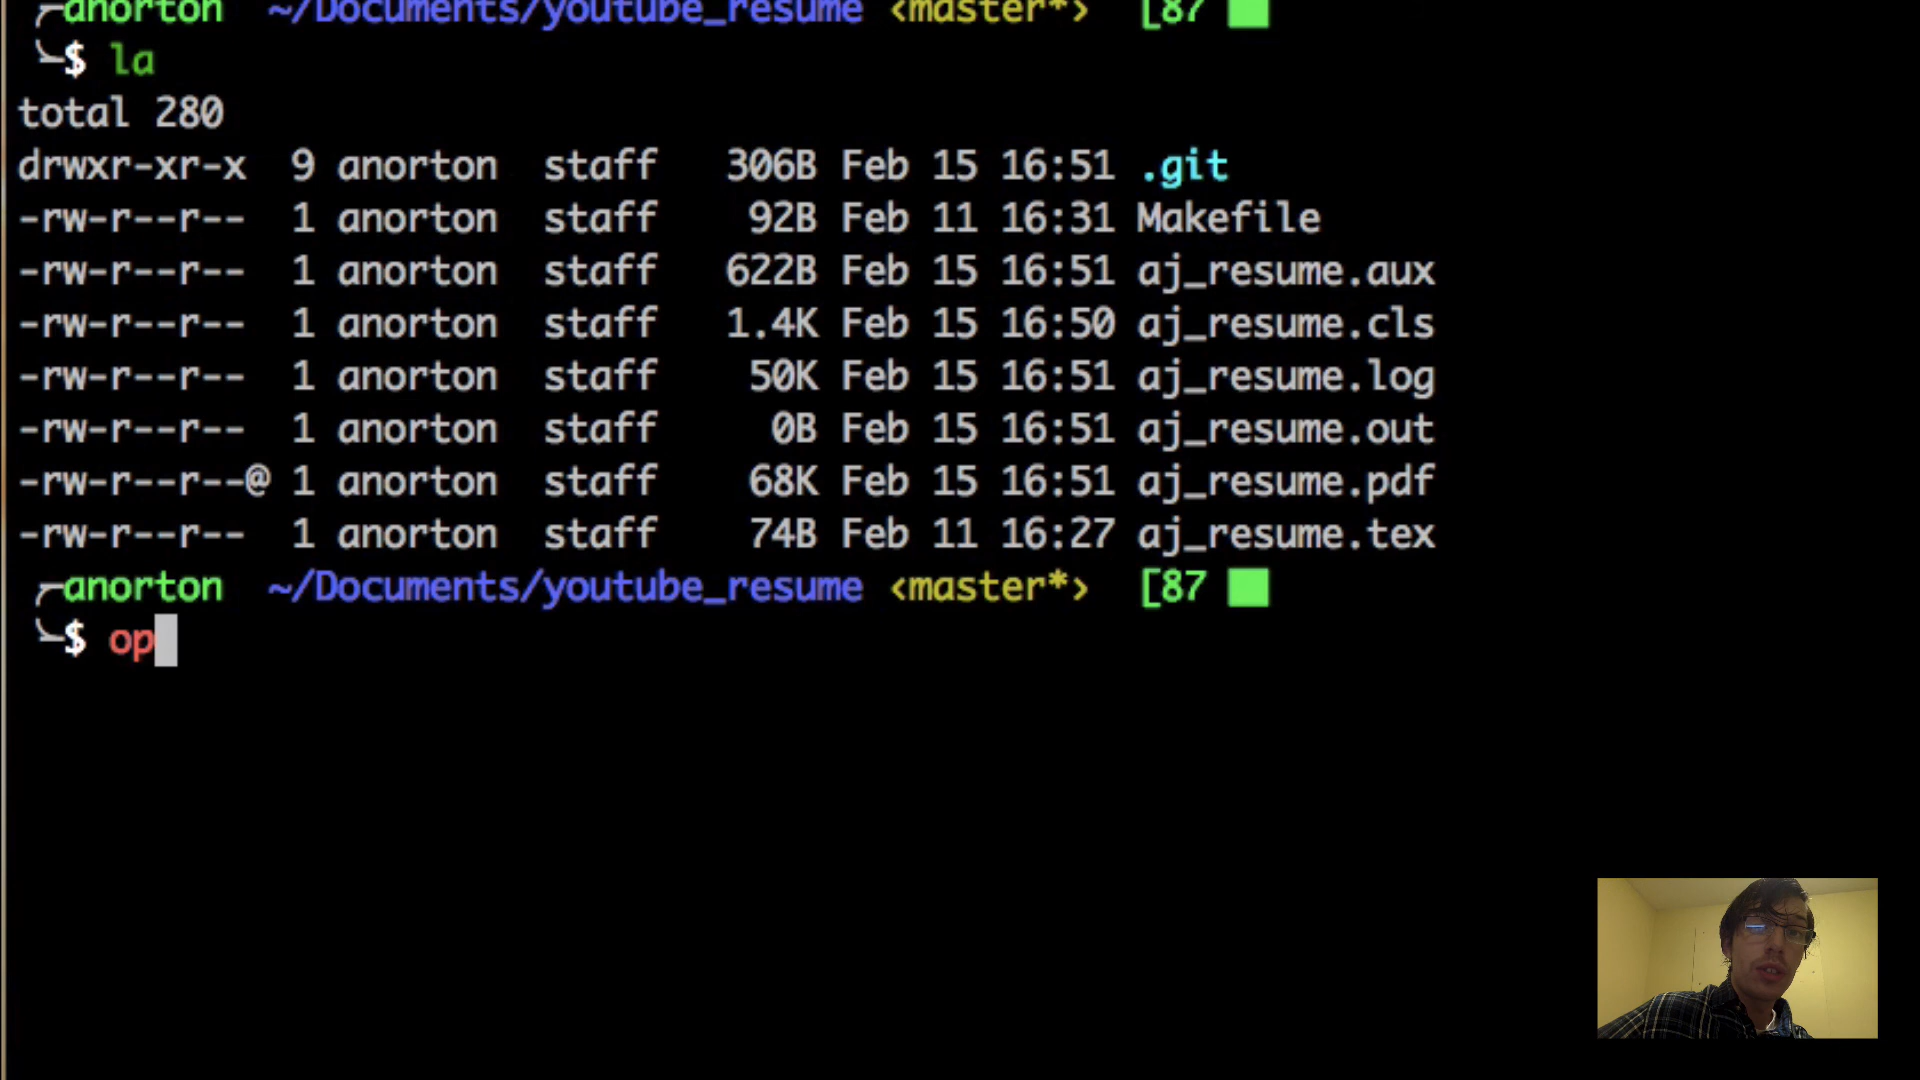 anorton ~/Documents/youtube_resume <master*> [87
$ la
total 280
drwxr-xr-x 9 anorton staff 306B Feb 15 16:51 .git
-rw-r--r-- 1 anorton staff 92B Feb 11 16:31 Makefile
-rw-r--r-- 1 anorton staff 622B Feb 15 16:51 aj_resume.aux
-rw-r--r-- 1 anorton staff 1.4K Feb 15 16:50 aj_resume.cls
-rw-r--r-- 1 anorton staff 50K Feb 15 16:51 aj_resume.log
-rw-r--r-- 1 anorton staff 0B Feb 15 16:51 aj_resume.out
-rw-r--r--@ 1 anorton staff 68K Feb 15 16:51 aj_resume.pdf
-rw-r--r-- 1 anorton staff 74B Feb 11 16:27 aj_resume.tex
anorton ~/Documents/youtube_resume <master*> [87
$ op